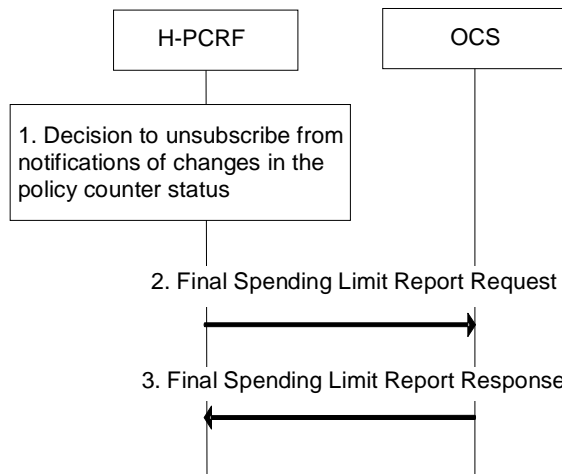 H-PCRF
OCS
1. Decision to unsubscribe from
notifications of changes in the
policy counter status
2. Final Spending Limit Report Request
3. Final Spending Limit Report Response